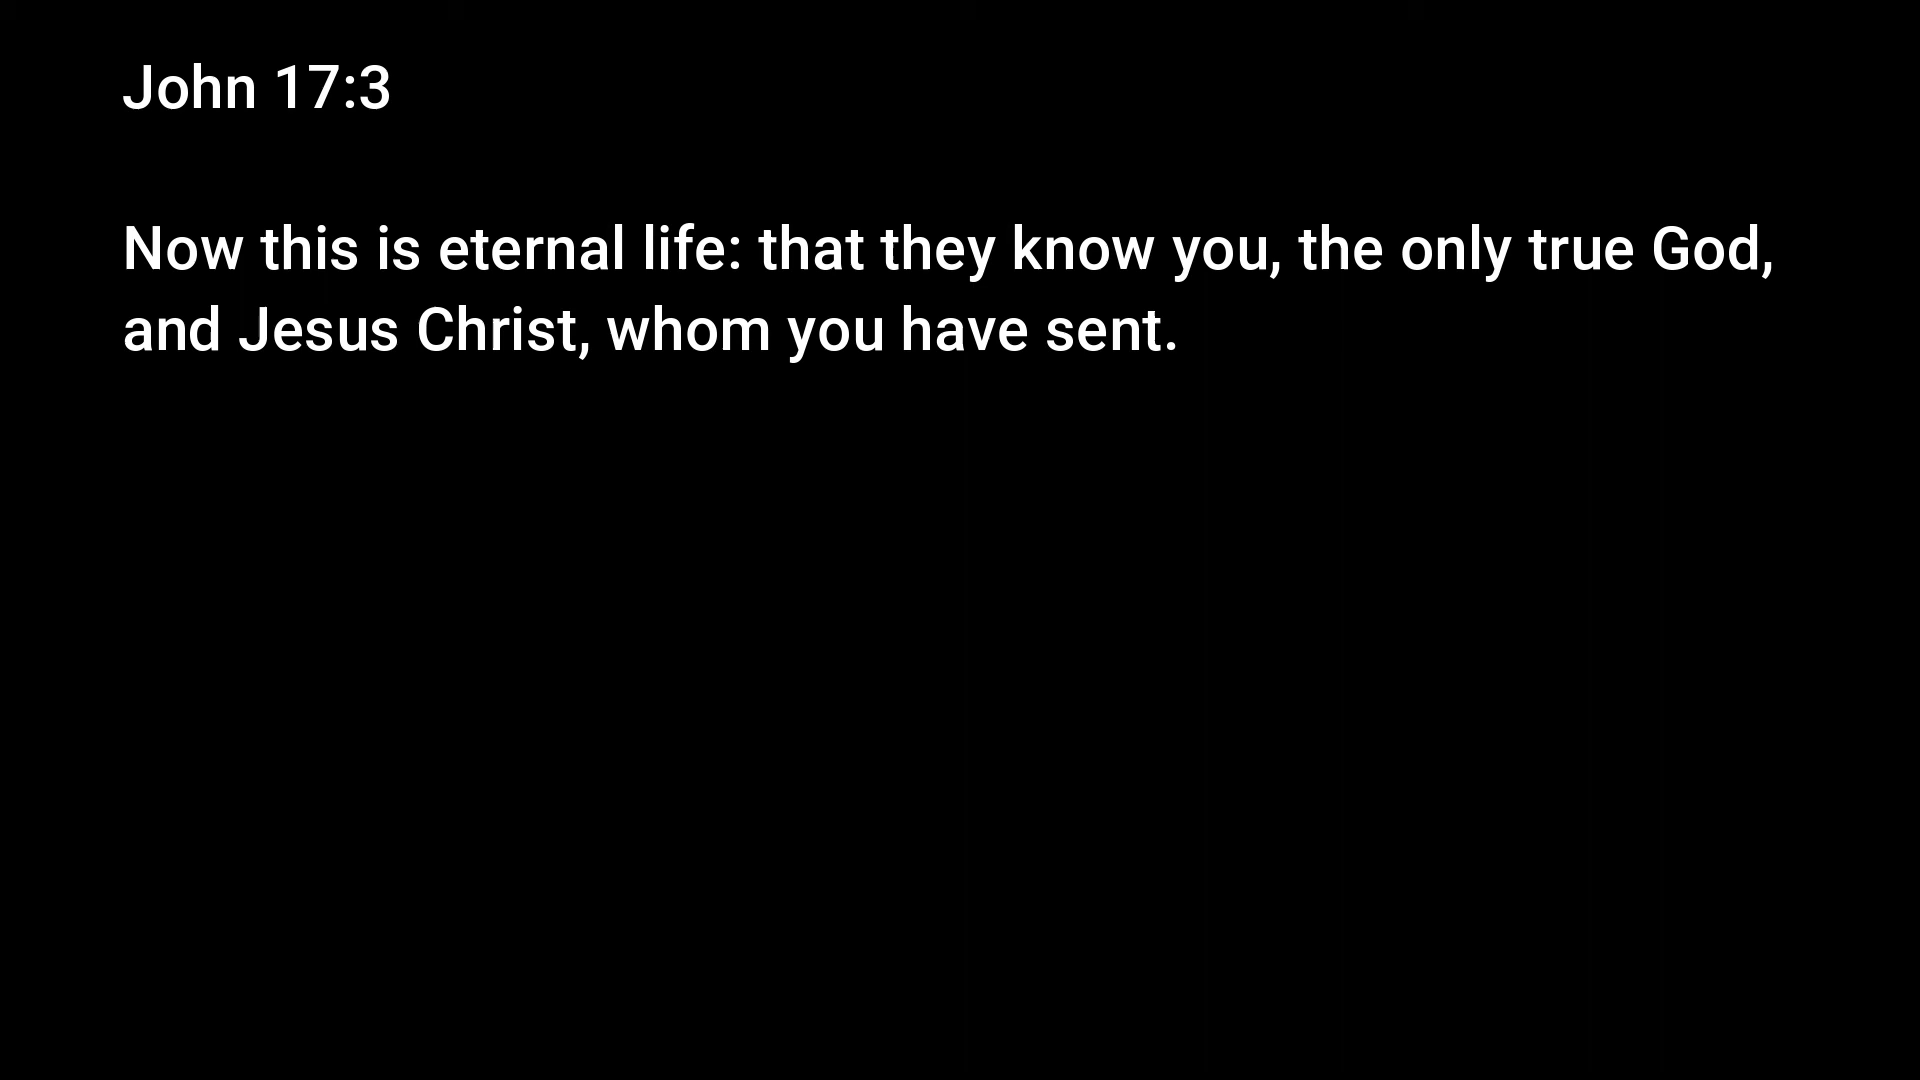 John 17:3
Now this is eternal life: that they know you, the only true God,
and Jesus Christ, whom you have sent.